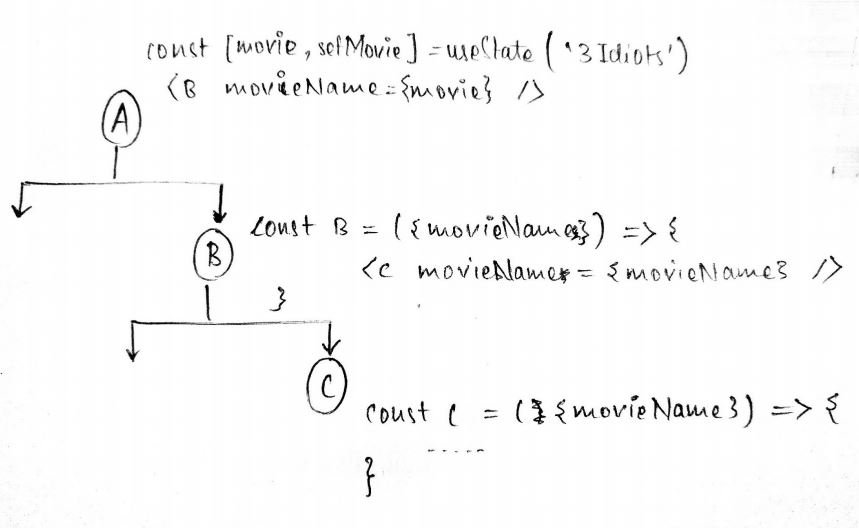 const [movie, setMovie] = useState ('3 Idiots')
<B movieName={movie} />
A
const B = ({movieName}) => {
B
<C movieName = {movieName} />
}
C
const C = ({movieName}) => {
-----
}